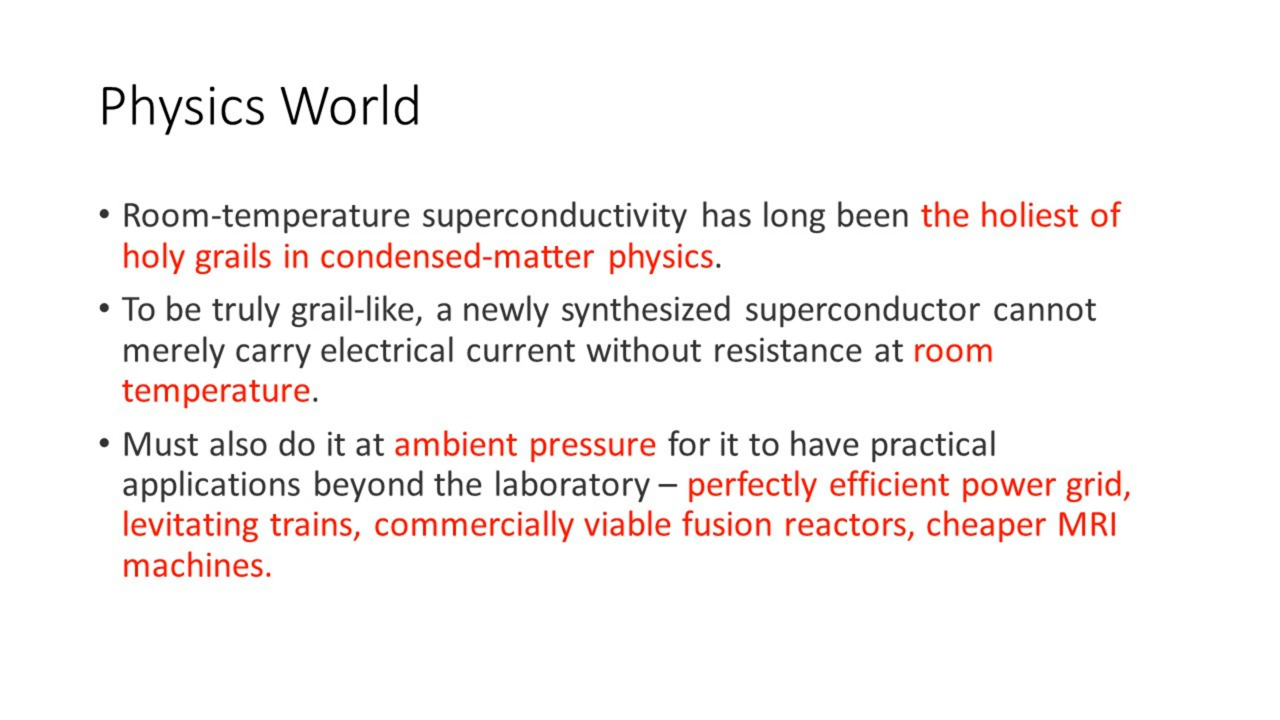 Physics World
• Room-temperature superconductivity has long been the holiest of
holy grails in condensed-matter physics.
• To be truly grail-like, a newly synthesized superconductor cannot
merely carry electrical current without resistance at room
temperature.
• Must also do it at ambient pressure for it to have practical
applications beyond the laboratory – perfectly efficient power grid,
levitating trains, commercially viable fusion reactors, cheaper MRI
machines.